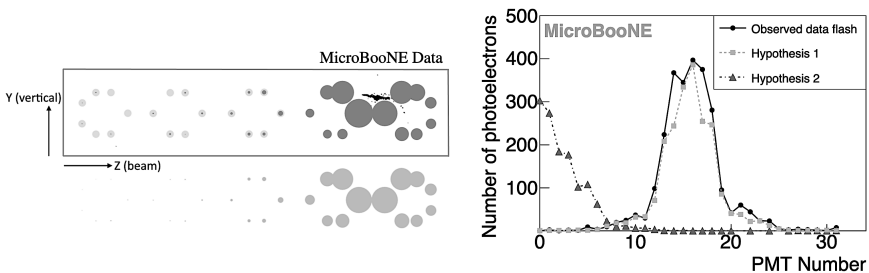 MicroBooNE Data
Y (vertical)
Z (beam)
Number of photoelectrons
500
400
300
200
100
MicroBooNE
Observed data flash
Hypothesis 1
Hypothesis 2
0
10
20
30
PMT Number